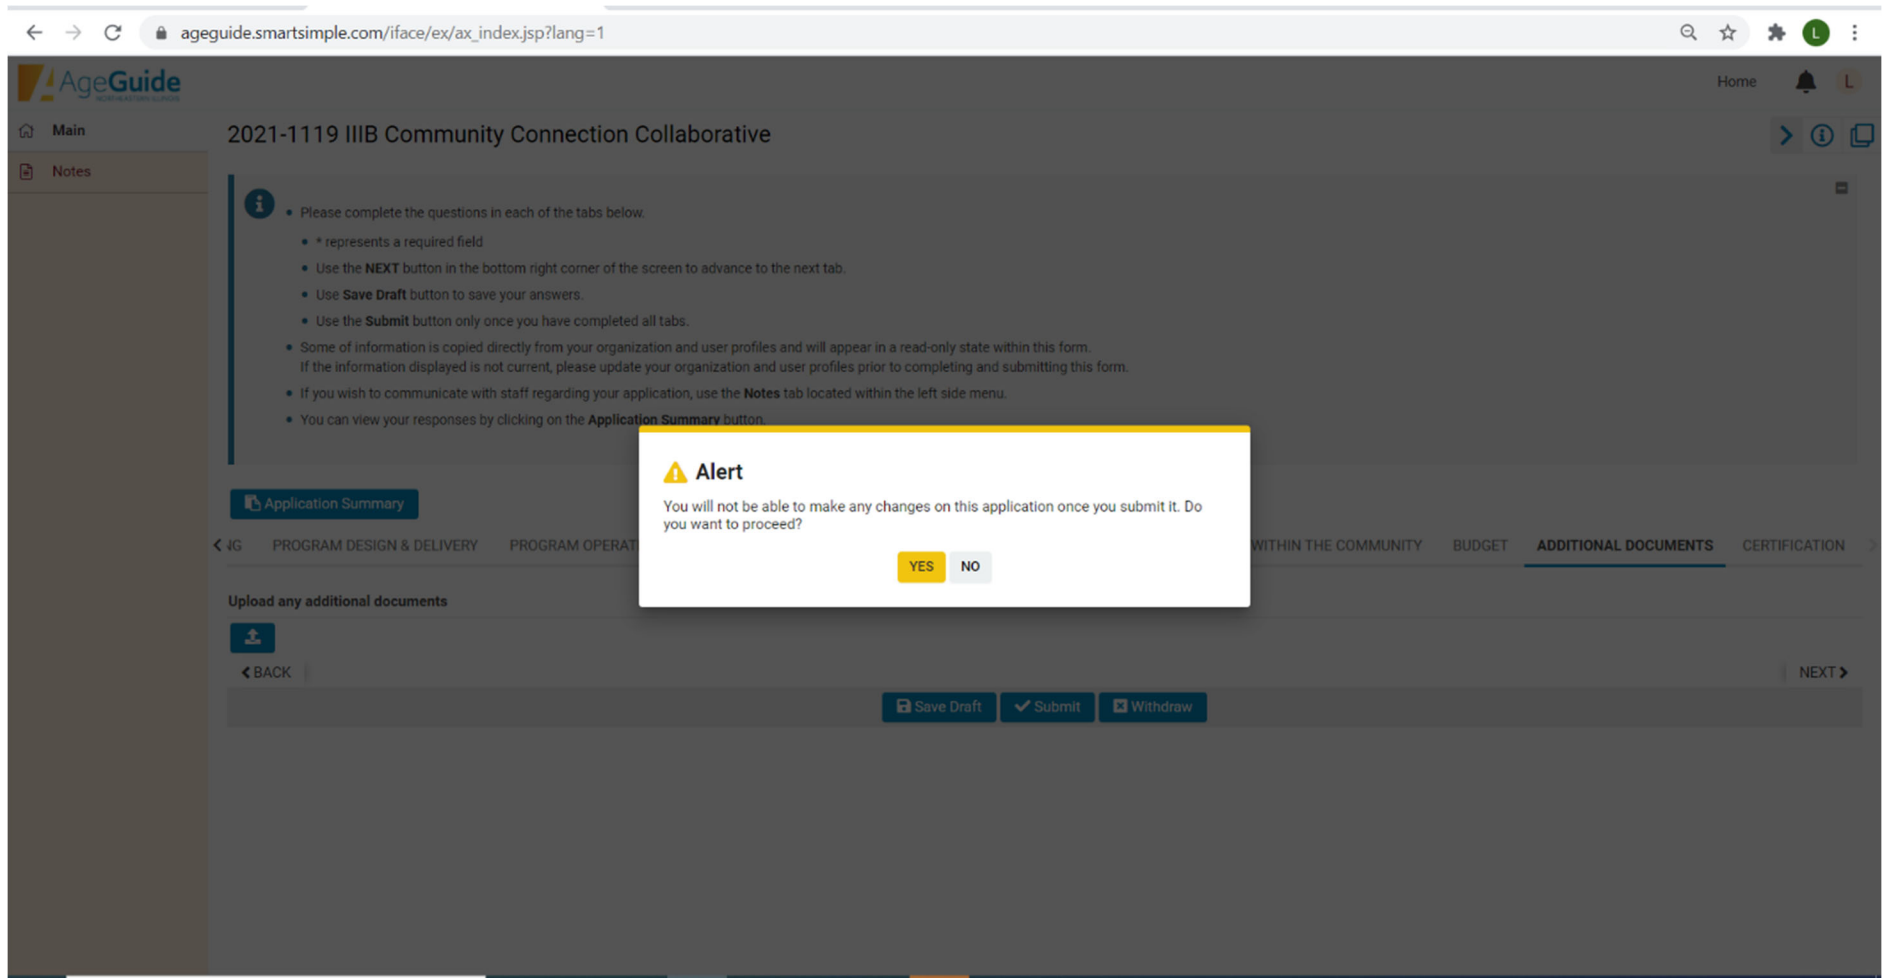 ageguide.smartsimple.com/iface/ex/ax_index.jsp?lang=1
L
AgeGuide
NORTHEASTERN ILLINOIS
Home
L
Main
Notes
2021-1119 IIIB Community Connection Collaborative
Please complete the questions in each of the tabs below.
* represents a required field
Use the NEXT button in the bottom right corner of the screen to advance to the next tab.
Use Save Draft button to save your answers.
Use the Submit button only once you have completed all tabs.
Some of information is copied directly from your organization and user profiles and will appear in a read-only state within this form.
If the information displayed is not current, please update your organization and user profiles prior to completing and submitting this form.
If you wish to communicate with staff regarding your application, use the Notes tab located within the left side menu.
You can view your responses by clicking on the Application Summary button.
Alert
You will not be able to make any changes on this application once you submit it. Do
you want to proceed?
YES NO
Application Summary
NG PROGRAM DESIGN & DELIVERY PROGRAM OPERAT WITHIN THE COMMUNITY BUDGET ADDITIONAL DOCUMENTS CERTIFICATION
Upload any additional documents
BACK
NEXT
Save Draft Submit Withdraw